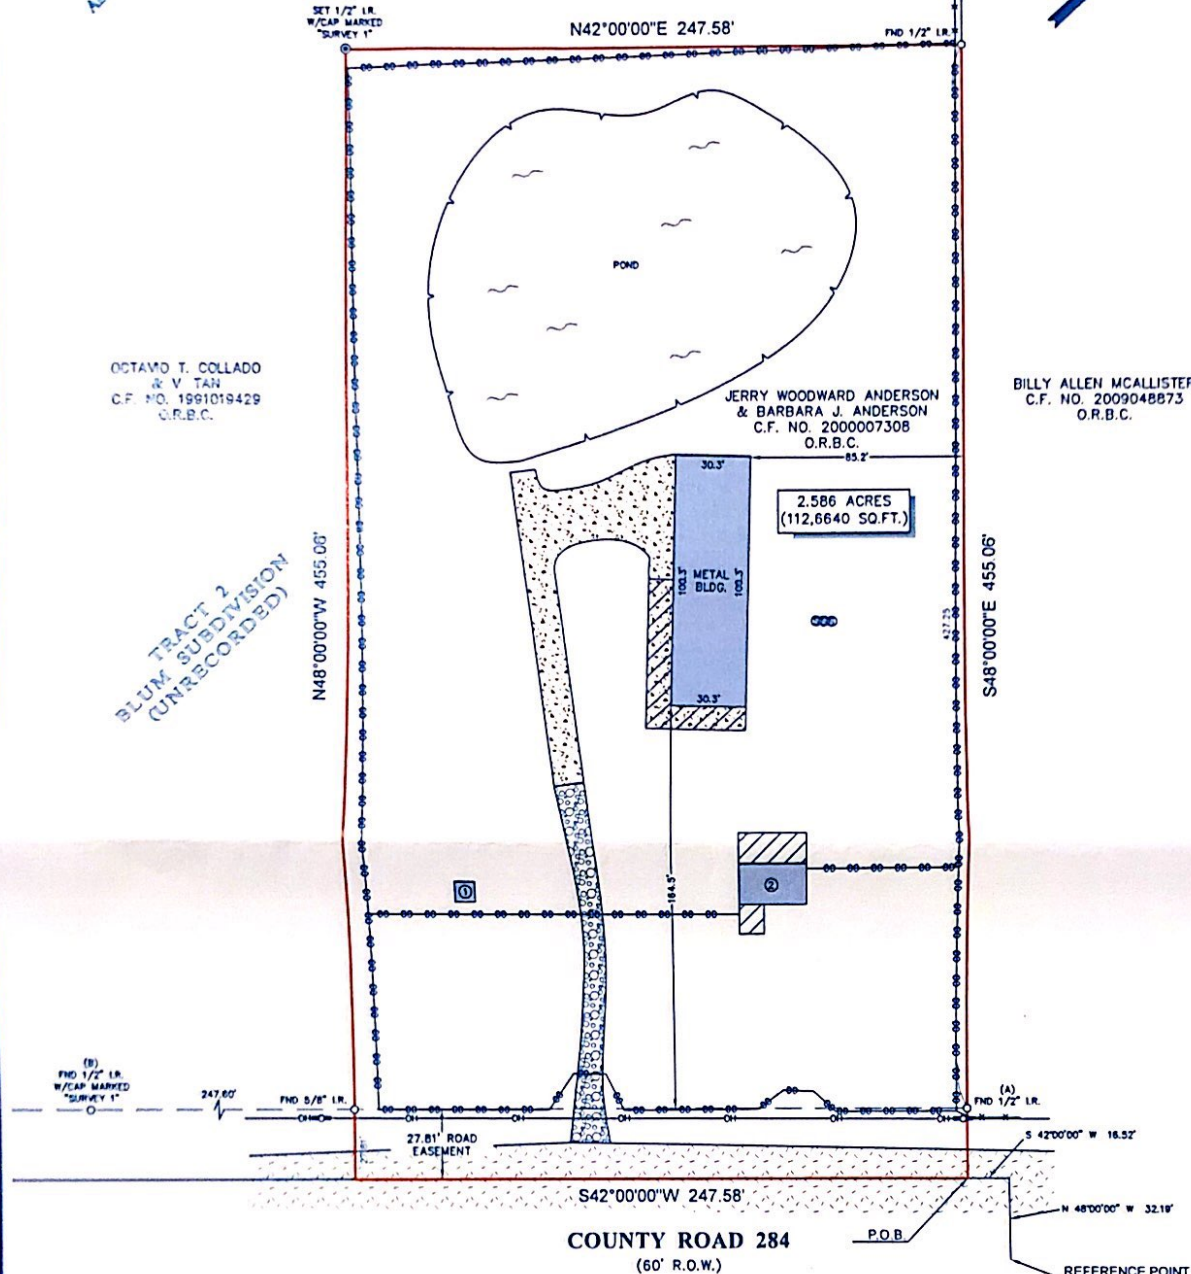 SET 1/2" I.R.
W/CAP MARKED
"SURVEY 1"
N42°00'00"E 247.58'
FND 1/2" I.R.
POND
OCTAVIO T. COLLADO
& V TAN
C.F. NO. 1991019429
O.R.B.C.
JERRY WOODWARD ANDERSON
& BARBARA J. ANDERSON
C.F. NO. 2000007308
O.R.B.C.
BILLY ALLEN MCALLISTER
C.F. NO. 2009048873
O.R.B.C.
30.3'
85.2'
2.586 ACRES
(112,6640 SQ.FT.)
N48°00'00"W 455.06'
TRACT 2
BLUM SUBDIVISION
(UNRECORDED)
100.3'
METAL
BLDG.
100.3'
427.25
S48°00'00"E 455.06'
30.3'
164.5'
1
2
(B)
FND 1/2" I.R.
W/CAP MARKED
"SURVEY 1"
247.60'
FND 5/8" I.R.
(A)
FND 1/2" I.R.
27.81' ROAD
EASEMENT
S 42°00'00" W 16.52'
S42°00'00"W 247.58'
N 48°00'00" W 32.19'
COUNTY ROAD 284
(60' R.O.W.)
P.O.B.
REFERENCE POINT